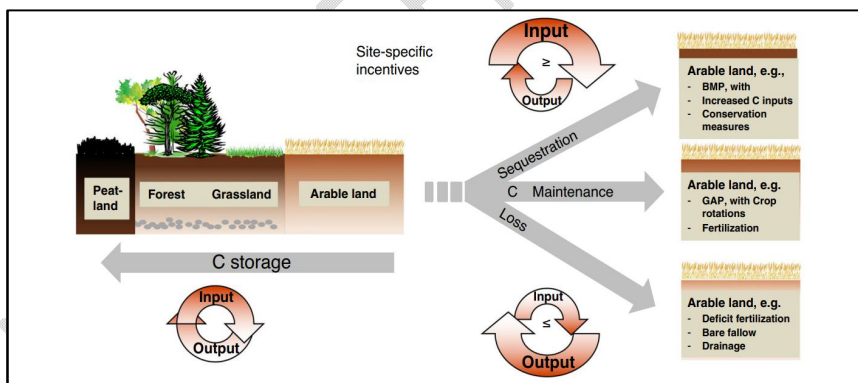 Site-specific
incentives
Input
≥
Output
Peat-
land
Forest
Grassland
Arable land
C storage
Input
Output
Sequestration
C Maintenance
Loss
Input
≤
Output
Arable land, e.g.,
- BMP, with
- Increased C inputs
- Conservation
measures
Arable land, e.g.
- GAP, with Crop
rotations
- Fertilization
Arable land, e.g.
- Deficit fertilization
- Bare fallow
- Drainage